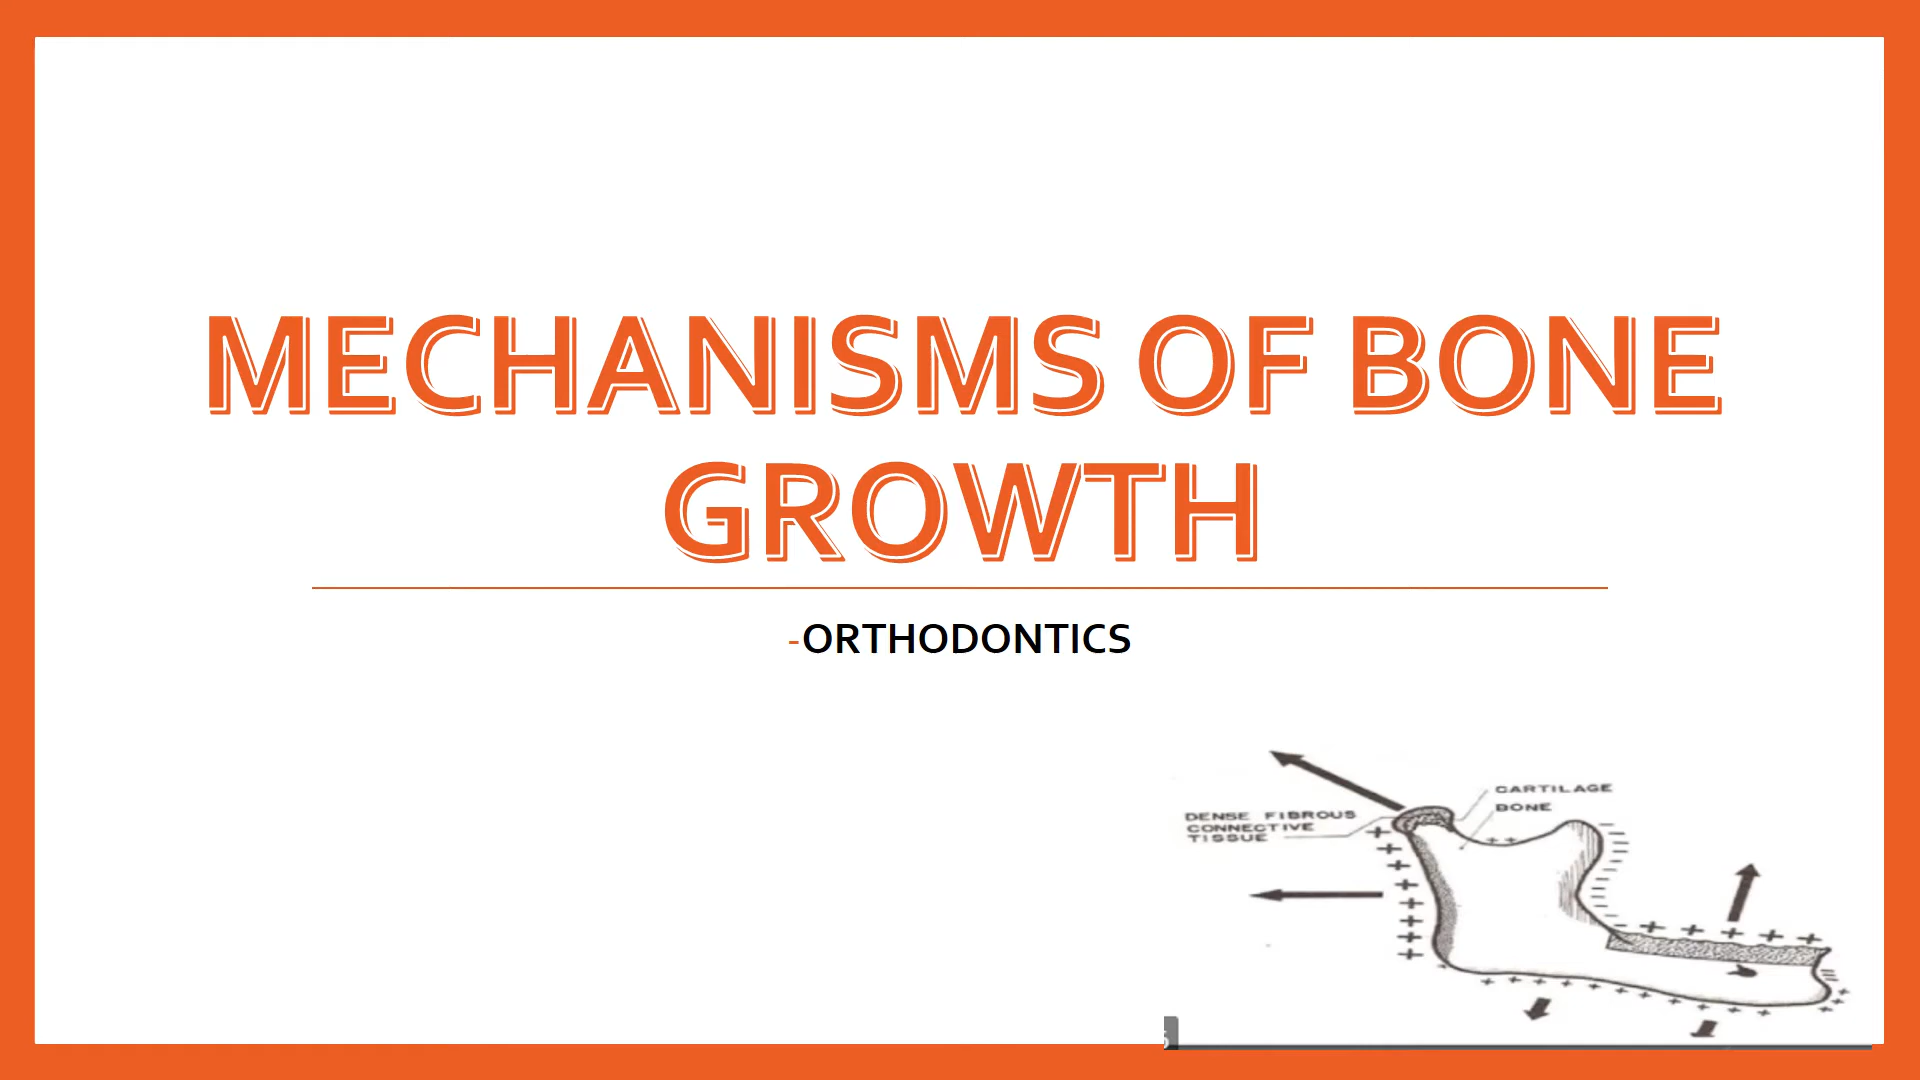 MECHANISMS OF BONE
GROWTH
-ORTHODONTICS
CARTILAGE
BONE
DENSE FIBROUS
CONNECTIVE
TISSUE